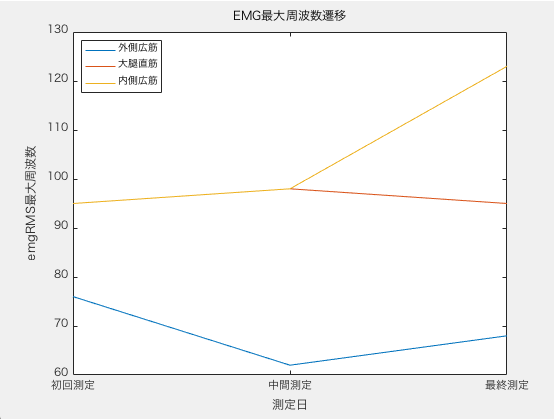 EMG最大周波数遷移
外側広筋
大腿直筋
内側広筋
emgRMS最大周波数
130
120
110
100
90
80
70
60
初回測定
中間測定
最終測定
測定日